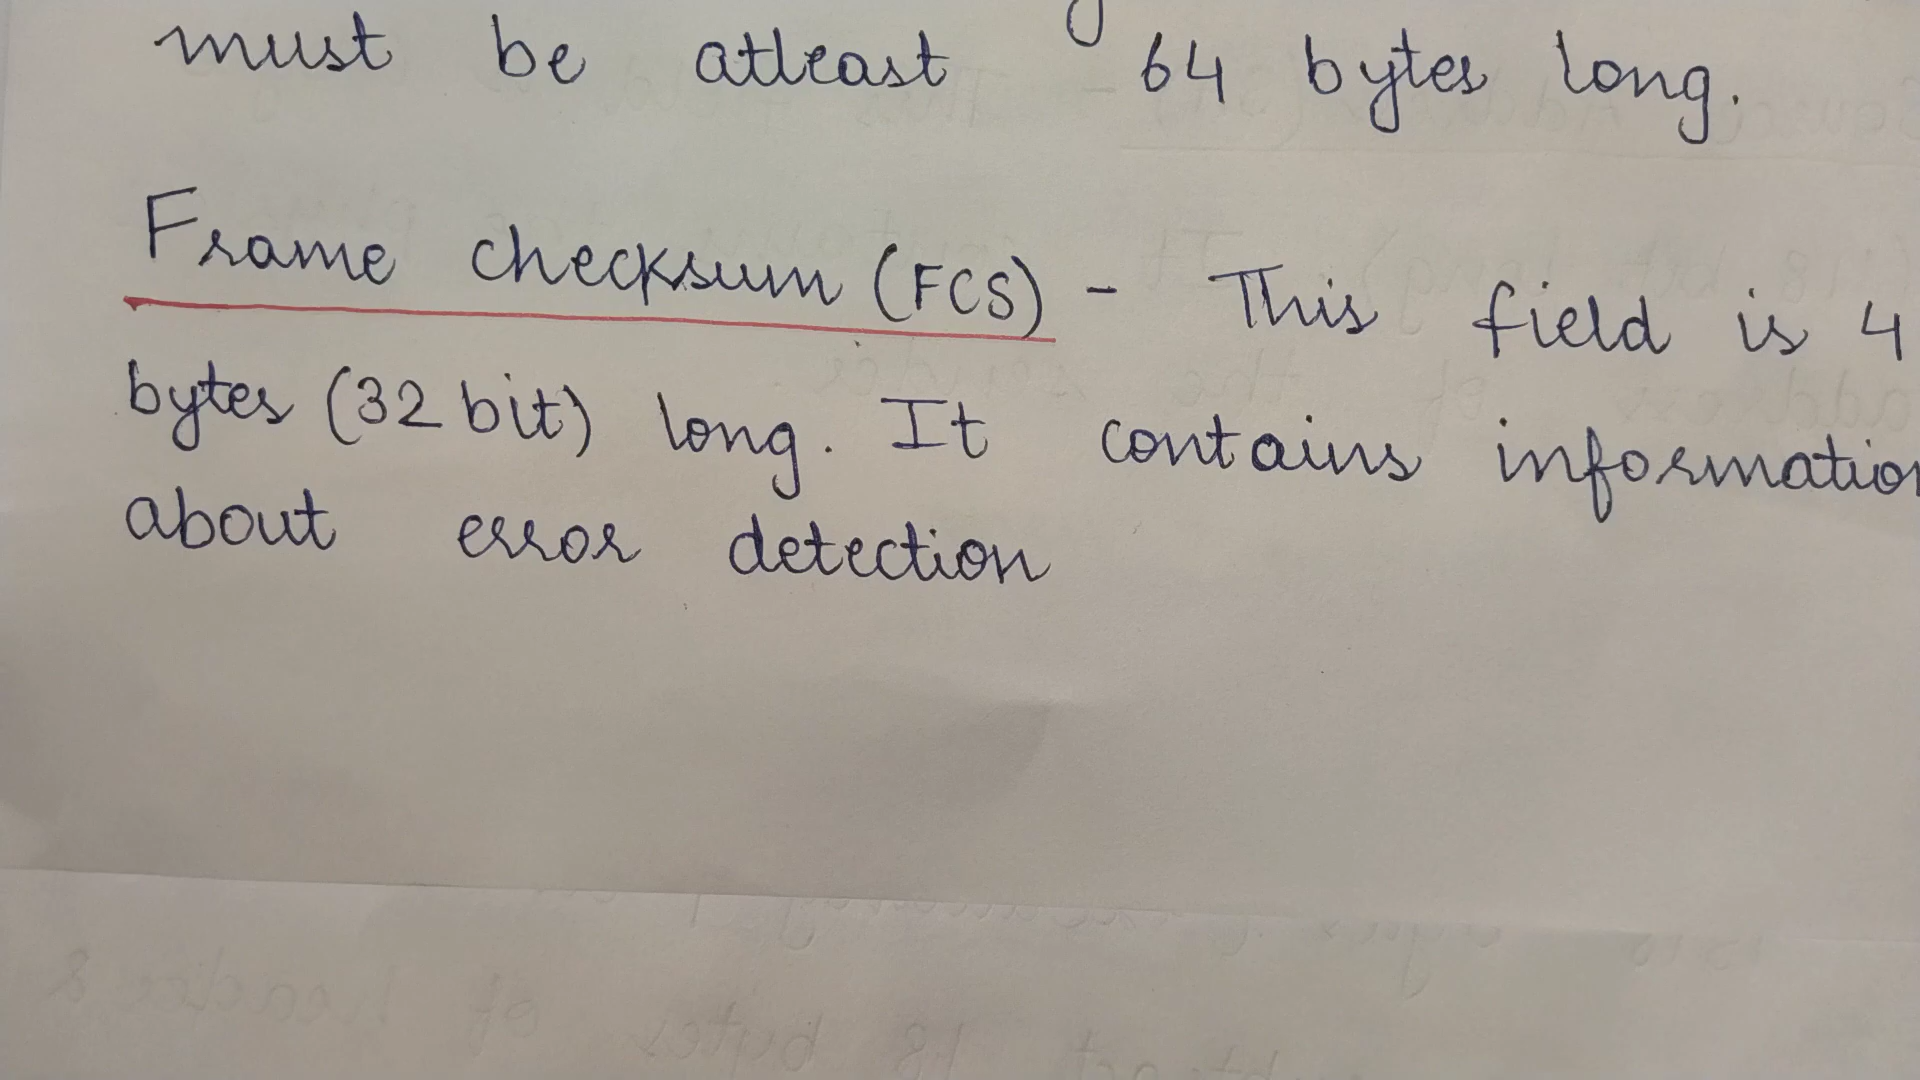 must be atleast 64 bytes long.
Frame checksum (FCS) - This field is 4
bytes (32 bit) long. It contains information
about error detection